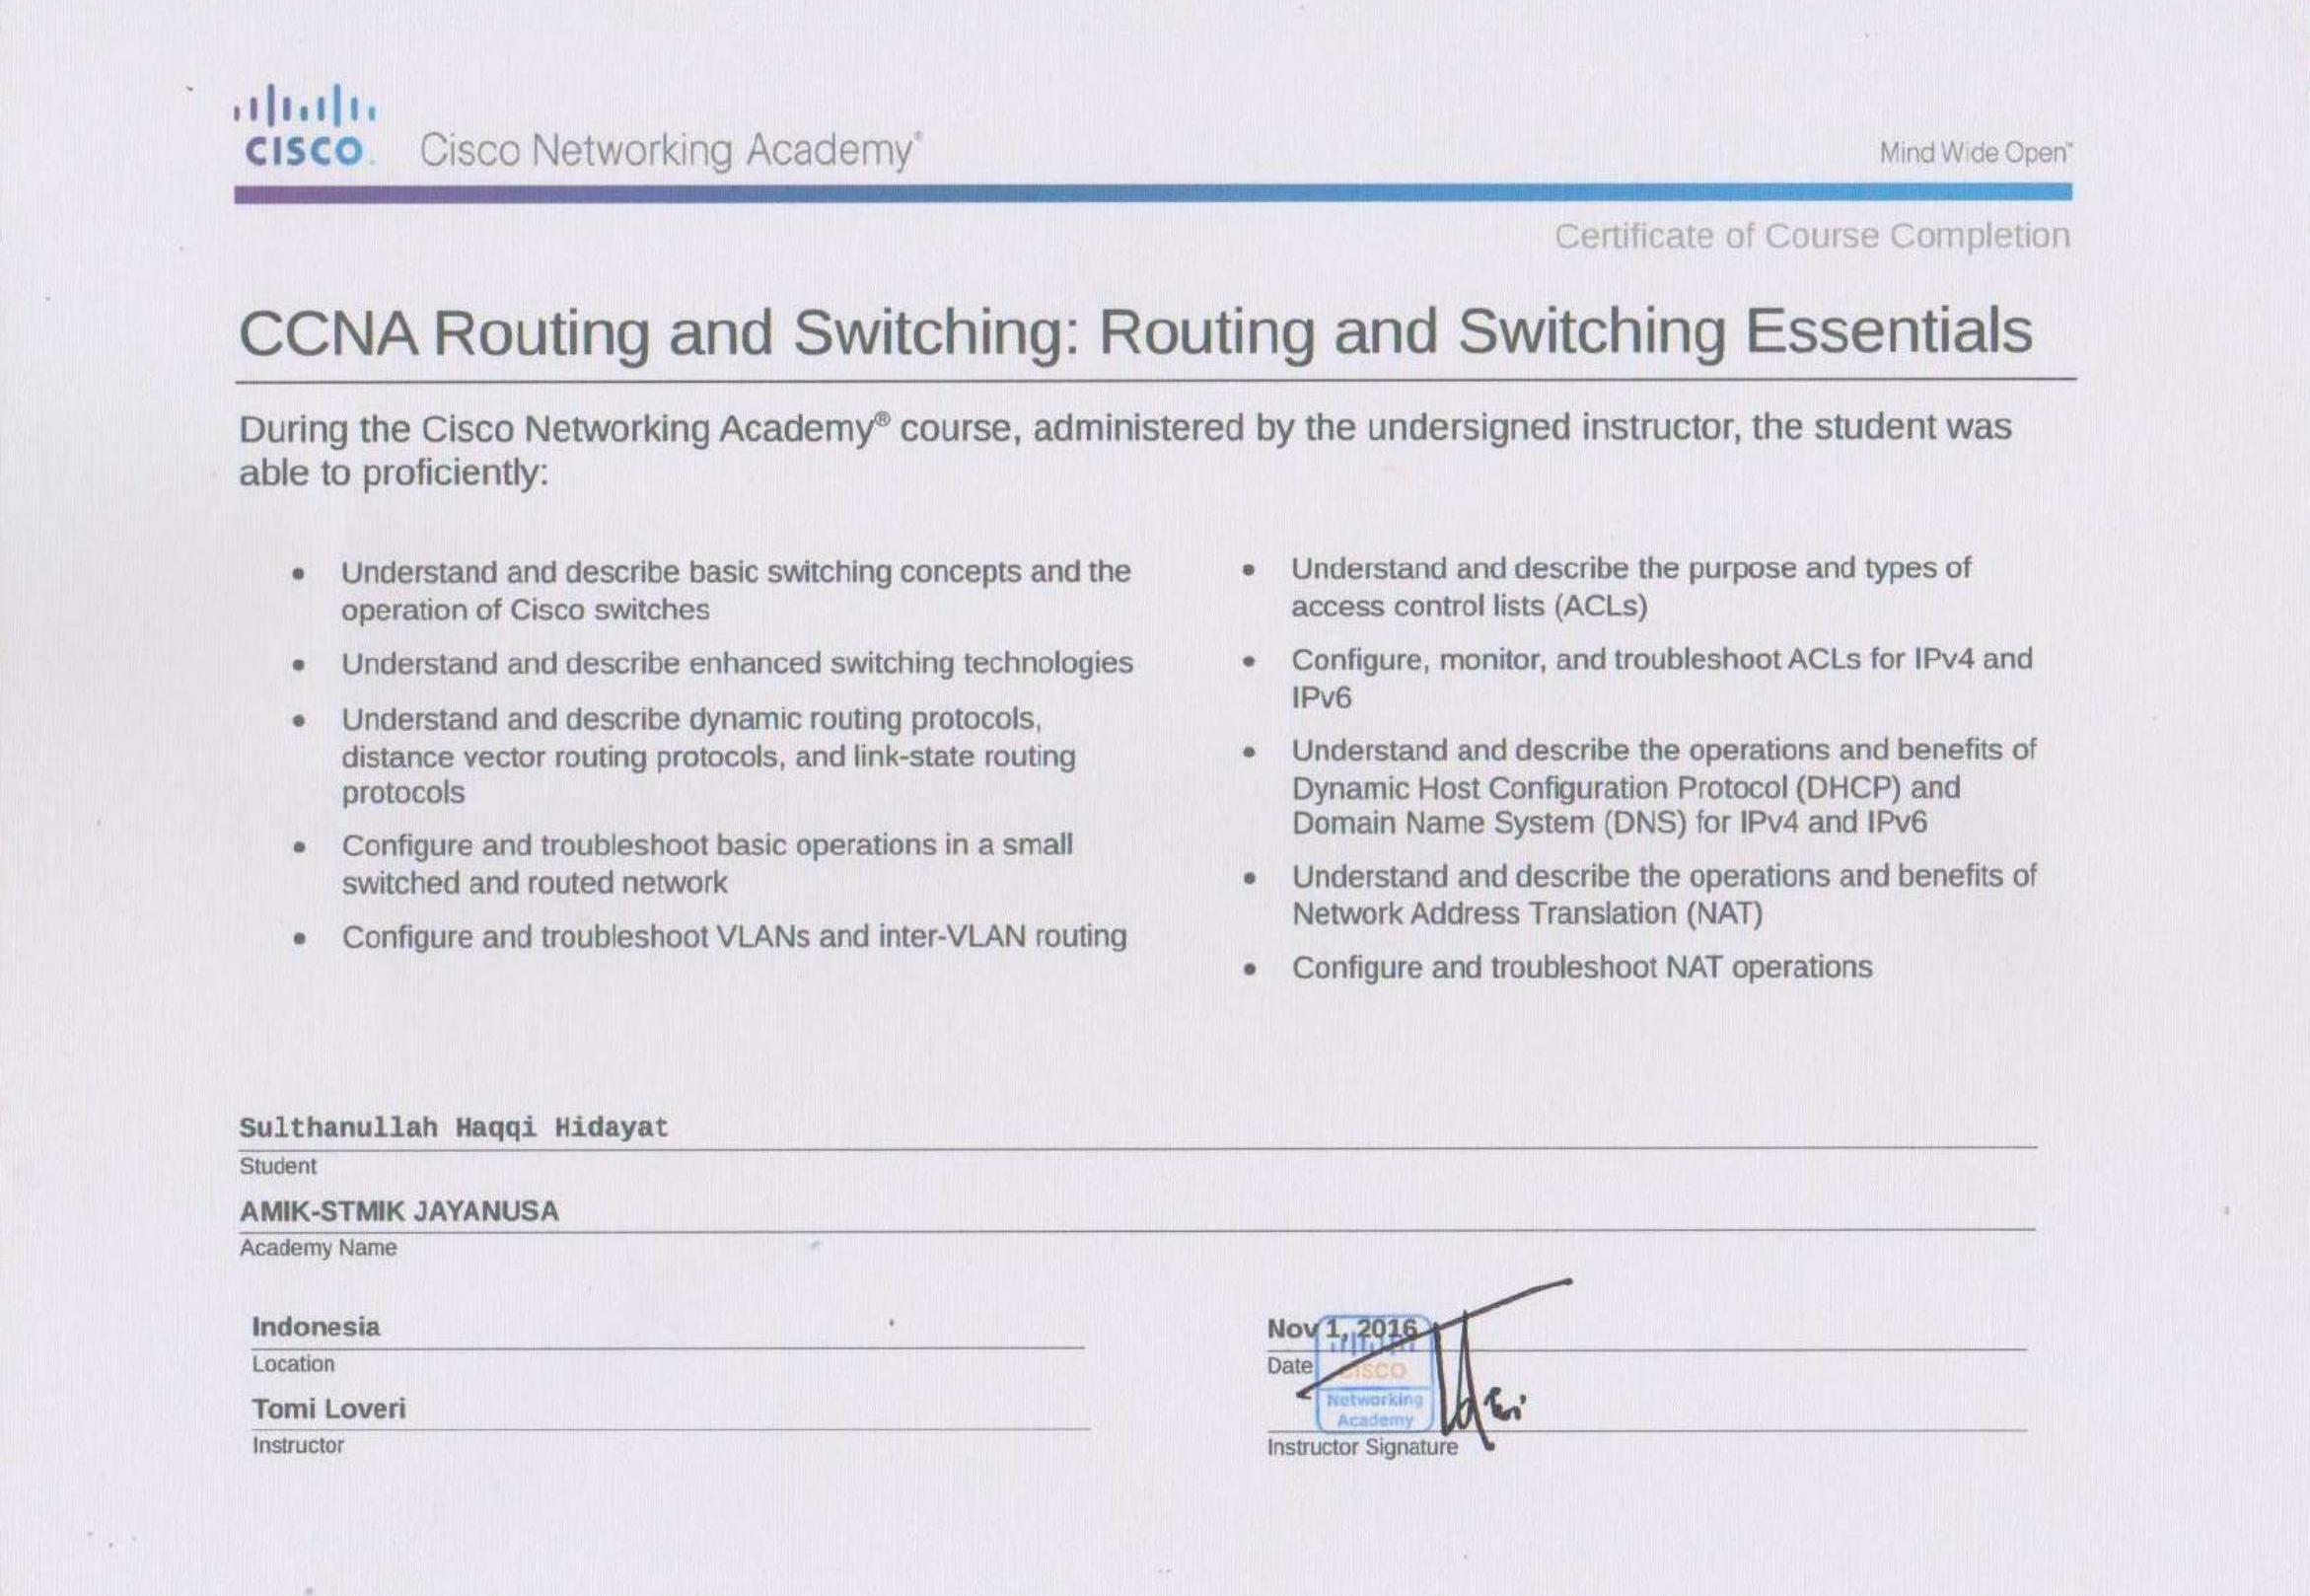 CISCO
Cisco Networking Academy®
Mind Wide Open™
Certificate of Course Completion
CCNA Routing and Switching: Routing and Switching Essentials
During the Cisco Networking Academy® course, administered by the undersigned instructor, the student was
able to proficiently:
• Understand and describe basic switching concepts and the
operation of Cisco switches
• Understand and describe enhanced switching technologies
• Understand and describe dynamic routing protocols,
distance vector routing protocols, and link-state routing
protocols
• Configure and troubleshoot basic operations in a small
switched and routed network
• Configure and troubleshoot VLANs and inter-VLAN routing
• Understand and describe the purpose and types of
access control lists (ACLs)
• Configure, monitor, and troubleshoot ACLs for IPv4 and
IPv6
• Understand and describe the operations and benefits of
Dynamic Host Configuration Protocol (DHCP) and
Domain Name System (DNS) for IPv4 and IPv6
• Understand and describe the operations and benefits of
Network Address Translation (NAT)
• Configure and troubleshoot NAT operations
Sulthanullah Haqqi Hidayat
Student
AMIK-STMIK JAYANUSA
Academy Name
Indonesia
Location
Tomi Loveri
Instructor
Nov 1, 2016
Date
CISCO
Networking
Academy
Instructor Signature